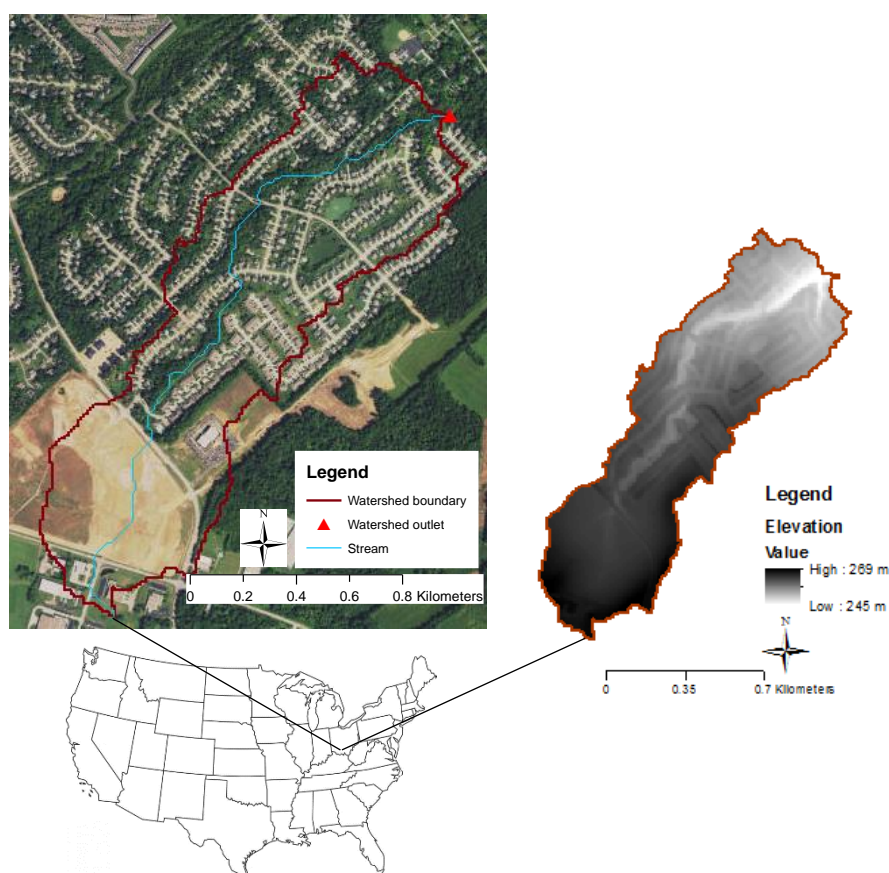 Legend
Watershed boundary
Watershed outlet
Stream
N
0 0.2 0.4 0.6 0.8 Kilometers
Legend
Elevation
Value
High : 269 m
Low : 245 m
N
0 0.35 0.7 Kilometers